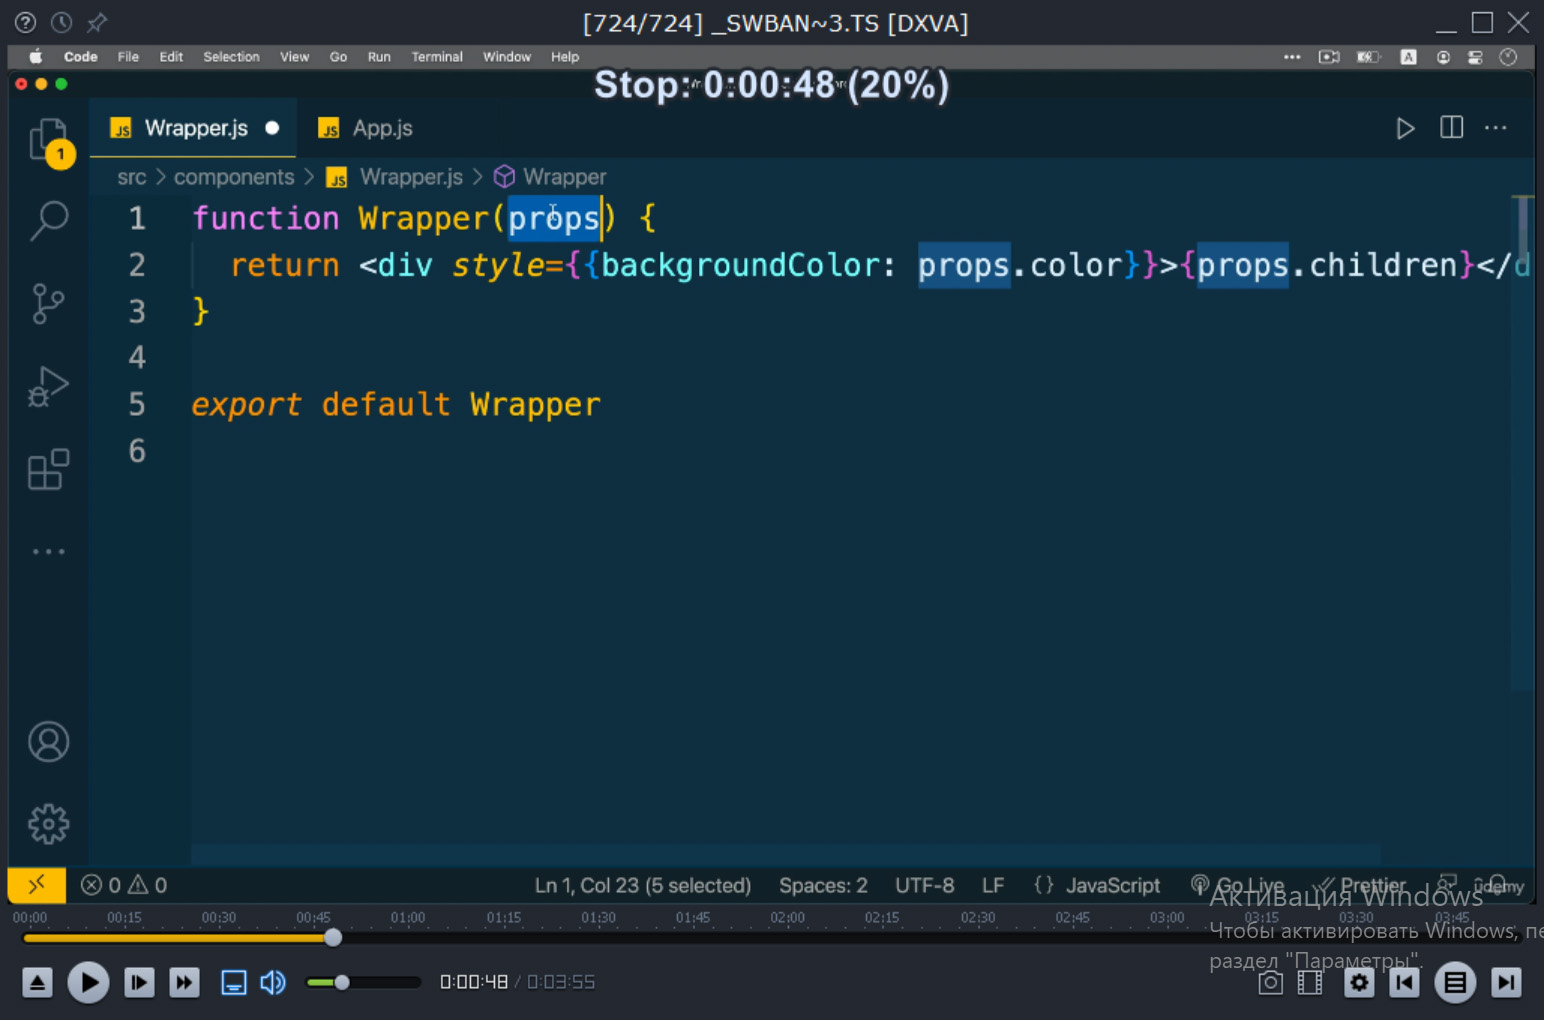 [724/724] _SWBAN~3.TS [DXVA]
Code File Edit Selection View Go Run Terminal Window Help
A
Stop: 0:00:48 (20%)
JS Wrapper.js JS App.js
1
src > components > JS Wrapper.js > Wrapper
1 function Wrapper(props) {
2 return <div style={{backgroundColor: props.color}}>{props.children}</d
3 }
4
5 export default Wrapper
6
0 0 Ln 1, Col 23 (5 selected) Spaces: 2 UTF-8 LF {} JavaScript Go Live Prettier udemy
Активация Windows
00:00 00:15 00:30 00:45 01:00 01:15 01:30 01:45 02:00 02:15 02:30 02:45 03:00 03:15 03:30 03:45
Чтобы активировать Windows, пе
раздел "Параметры".
0:00:48 / 0:03:55